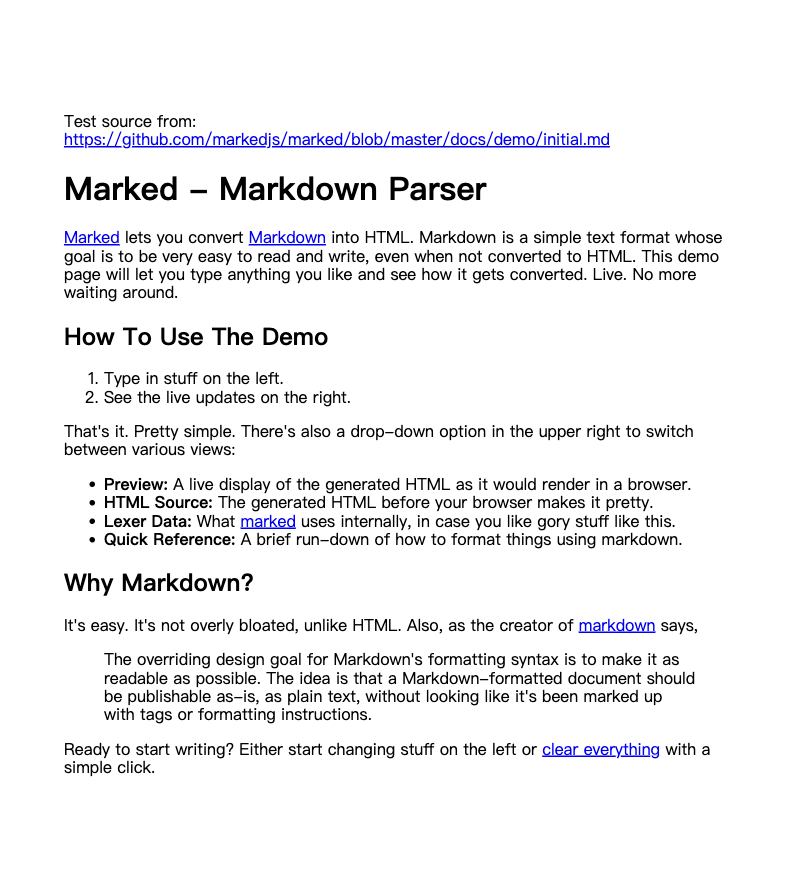 Test source from:
https://github.com/markedjs/marked/blob/master/docs/demo/initial.md
Marked - Markdown Parser
Marked lets you convert Markdown into HTML. Markdown is a simple text format whose
goal is to be very easy to read and write, even when not converted to HTML. This demo
page will let you type anything you like and see how it gets converted. Live. No more
waiting around.
How To Use The Demo
1. Type in stuff on the left.
2. See the live updates on the right.
That's it. Pretty simple. There's also a drop-down option in the upper right to switch
between various views:
• Preview: A live display of the generated HTML as it would render in a browser.
• HTML Source: The generated HTML before your browser makes it pretty.
• Lexer Data: What marked uses internally, in case you like gory stuff like this.
• Quick Reference: A brief run-down of how to format things using markdown.
Why Markdown?
It's easy. It's not overly bloated, unlike HTML. Also, as the creator of markdown says,
The overriding design goal for Markdown's formatting syntax is to make it as
readable as possible. The idea is that a Markdown-formatted document should
be publishable as-is, as plain text, without looking like it's been marked up
with tags or formatting instructions.
Ready to start writing? Either start changing stuff on the left or clear everything with a
simple click.